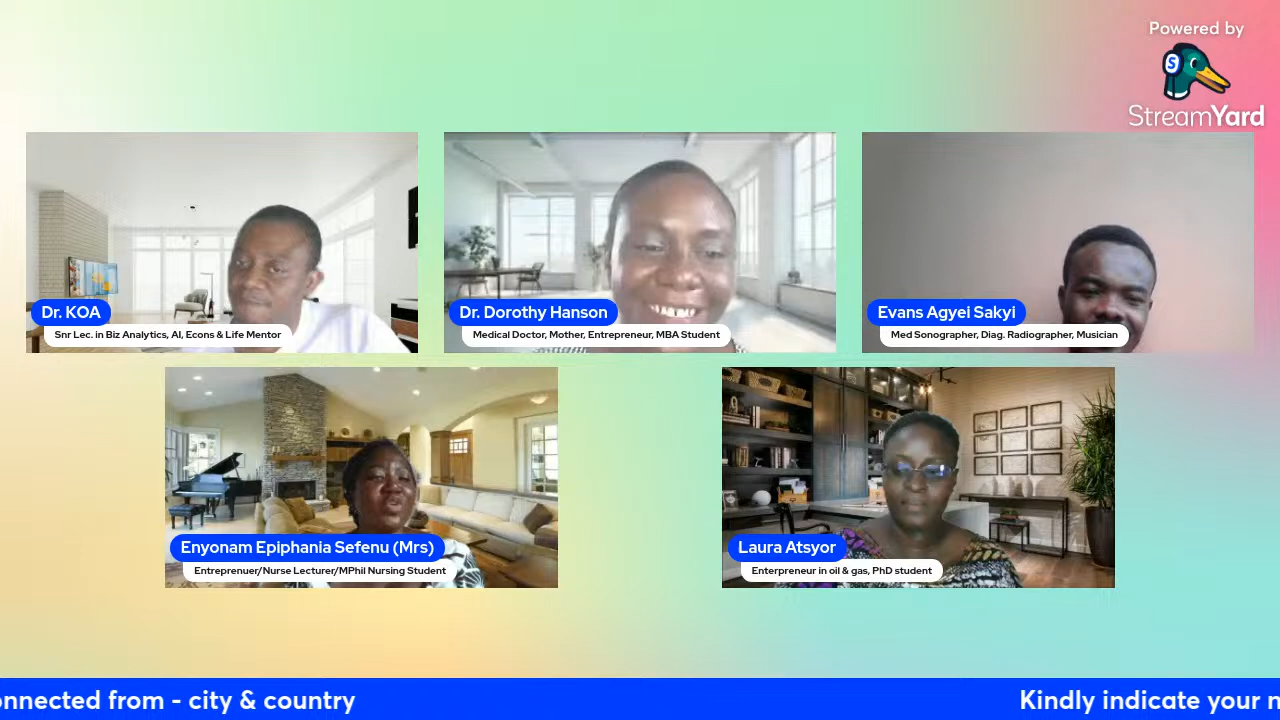 Powered by
S
StreamYard
Dr. KOA
Snr Lec. in Biz Analytics, AI, Econs & Life Mentor
Dr. Dorothy Hanson
Medical Doctor, Mother, Entrepreneur, MBA Student
Evans Agyei Sakyi
Med Sonographer, Diag. Radiographer, Musician
Enyonam Epiphania Sefenu (Mrs)
Entreprenuer/Nurse Lecturer/MPhil Nursing Student
Laura Atsyor
Enterpreneur in oil & gas, PhD student
onnected from - city & country
Kindly indicate your n